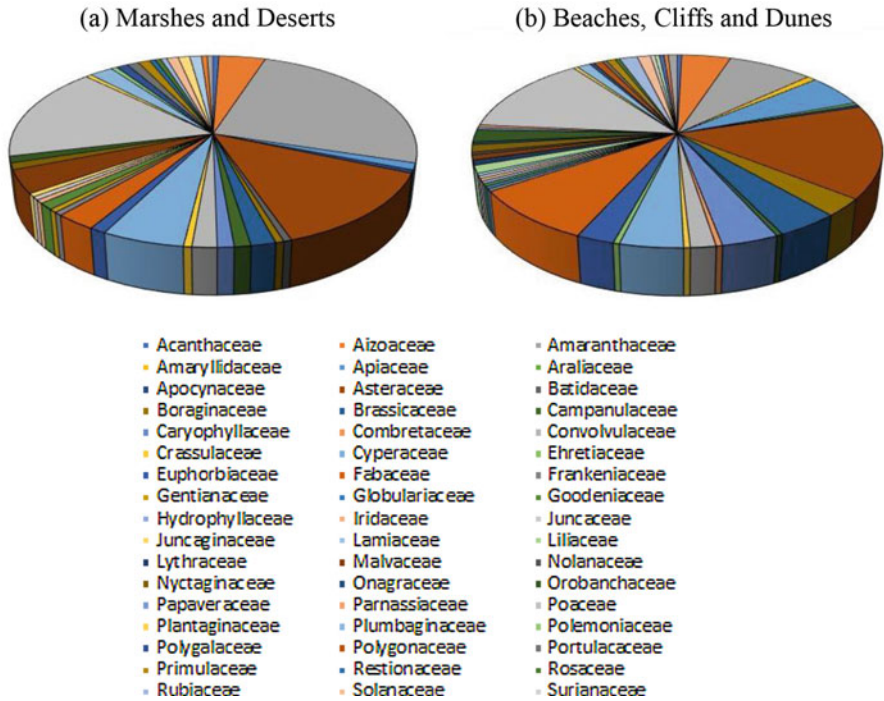 (a) Marshes and Deserts (b) Beaches, Cliffs and Dunes
Acanthaceae Aizoaceae Amaranthaceae
Amaryllidaceae Apiaceae Araliaceae
Apocynaceae Asteraceae Batidaceae
Boraginaceae Brassicaceae Campanulaceae
Caryophyllaceae Combretaceae Convolvulaceae
Crassulaceae Cyperaceae Ehretiaceae
Euphorbiaceae Fabaceae Frankeniaceae
Gentianaceae Globulariaceae Goodeniaceae
Hydrophyllaceae Iridaceae Juncaceae
Juncaginaceae Lamiaceae Liliaceae
Lythraceae Malvaceae Nolanaceae
Nyctaginaceae Onagraceae Orobanchaceae
Papaveraceae Parnassiaceae Poaceae
Plantaginaceae Plumbaginaceae Polemoniaceae
Polygalaceae Polygonaceae Portulacaceae
Primulaceae Restionaceae Rosaceae
Rubiaceae Solanaceae Surianaceae